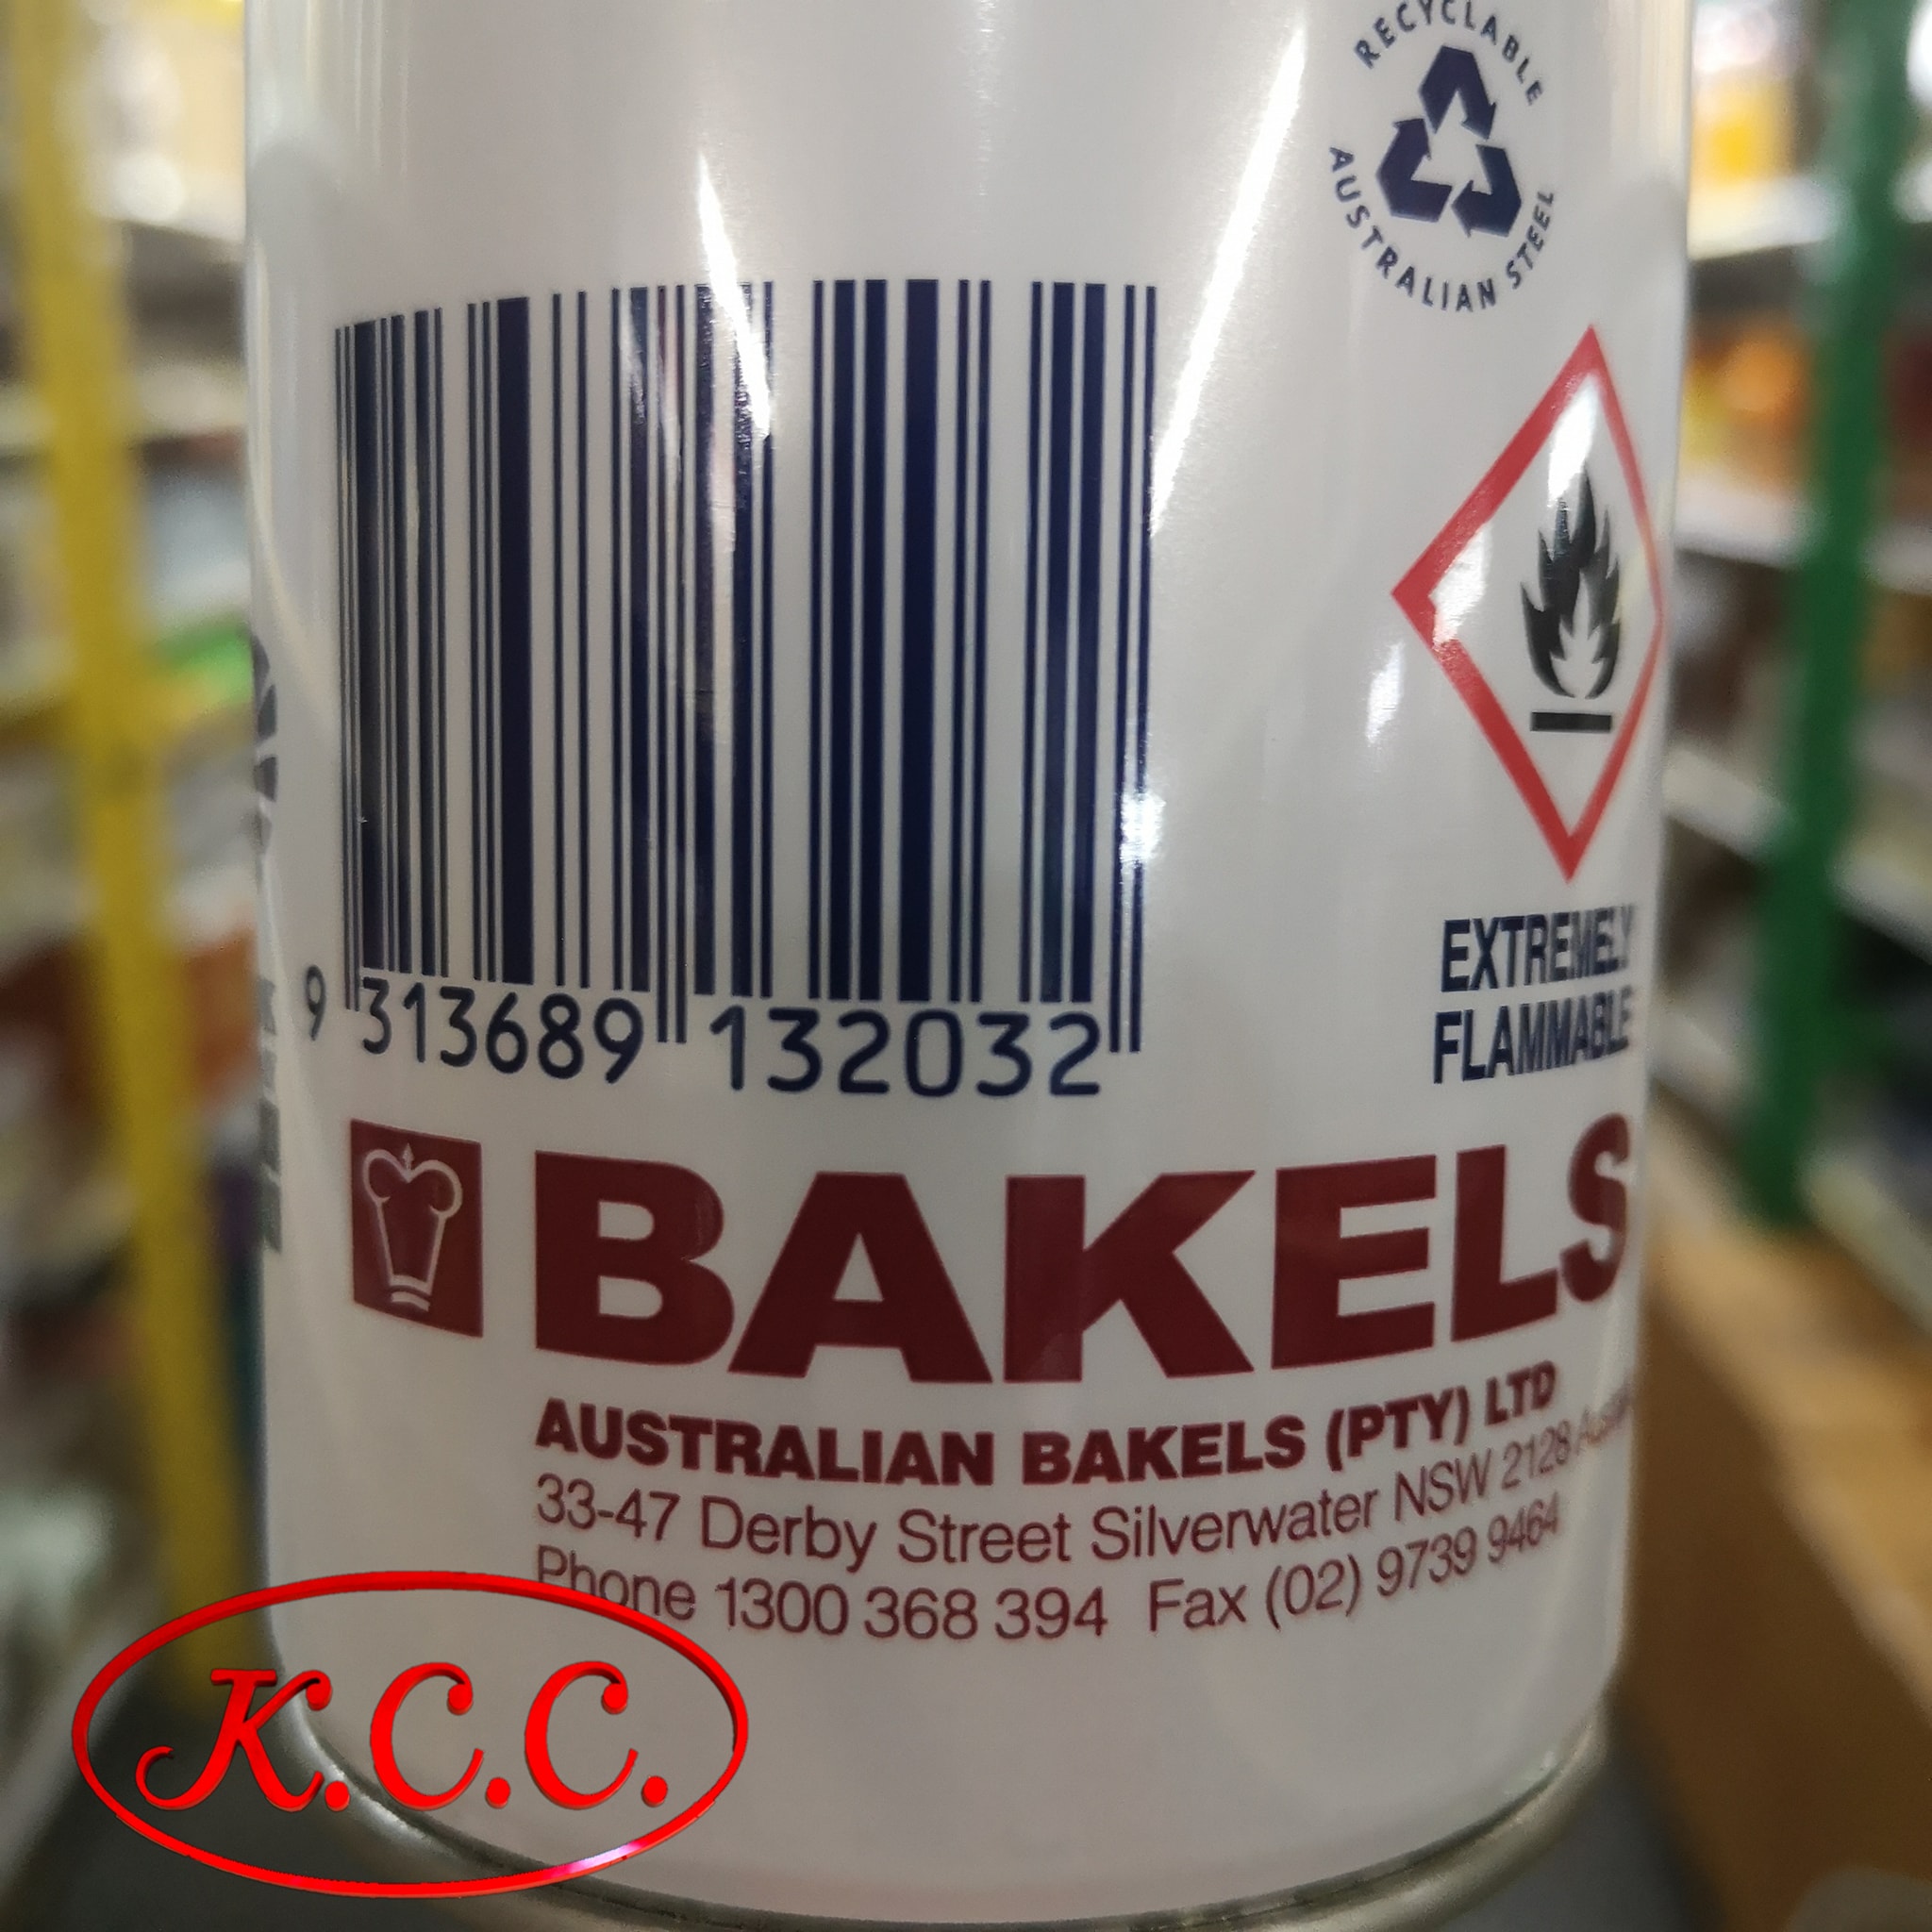 RECYCLABLE
AUSTRALIAN STEEL
9 313689 132032
EXTREMELY
FLAMMABLE
BAKELS
AUSTRALIAN BAKELS (PTY) LTD
33-47 Derby Street Silverwater NSW 2128
Phone 1300 368 394 Fax (02) 9739 9464
K.C.C.